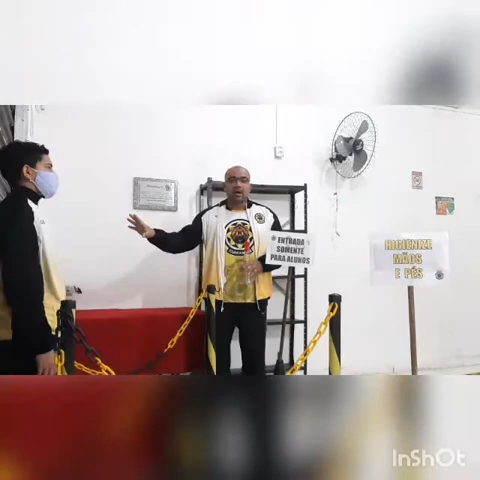 ENTRADA
SOMENTE
PARA ALUNOS
HIGIENIZE
MÃOS
E PÉS
InShOt